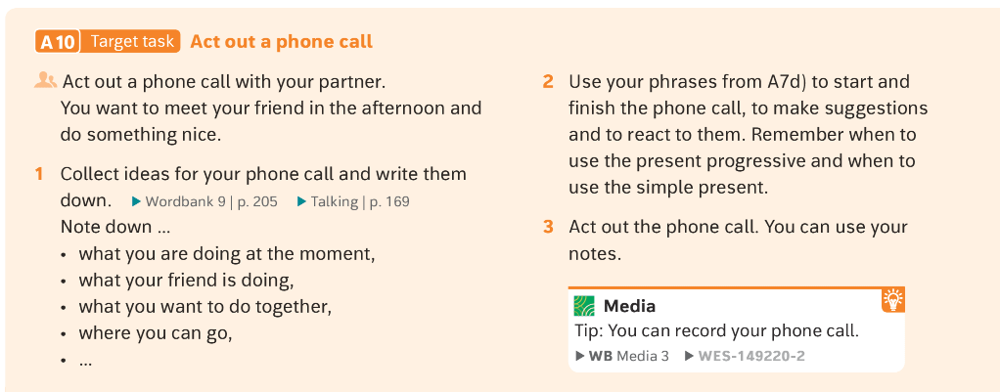 A10 Target task Act out a phone call
Act out a phone call with your partner.
You want to meet your friend in the afternoon and
do something nice.
1 Collect ideas for your phone call and write them
down. ▶ Wordbank 9 | p. 205 ▶ Talking | p. 169
Note down ...
• what you are doing at the moment,
• what your friend is doing,
• what you want to do together,
• where you can go,
• ...
2 Use your phrases from A7d) to start and
finish the phone call, to make suggestions
and to react to them. Remember when to
use the present progressive and when to
use the simple present.
3 Act out the phone call. You can use your
notes.
Media
Tip: You can record your phone call.
▶ WB Media 3 ▶ WES-149220-2